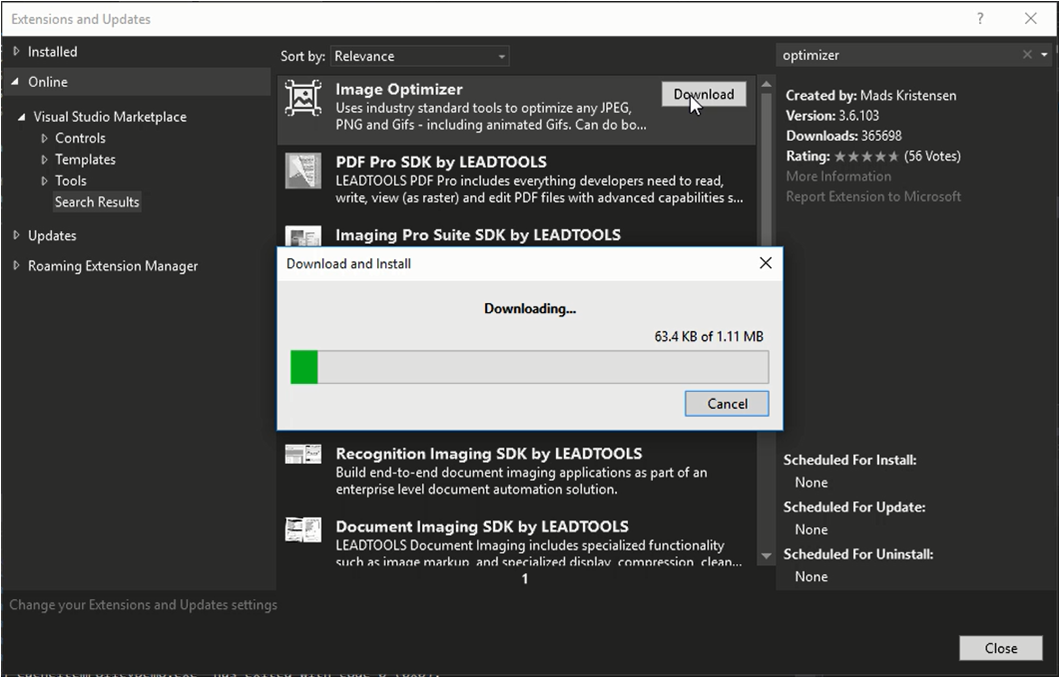 Extensions and Updates
?
Installed
Online
Visual Studio Marketplace
Controls
Templates
Tools
Search Results
Updates
Roaming Extension Manager
Sort by: Relevance
Image Optimizer
Download
Uses industry standard tools to optimize any JPEG,
PNG and Gifs - including animated Gifs. Can do bo...
PDF Pro SDK by LEADTOOLS
LEADTOOLS PDF Pro includes everything developers need to read,
write, view (as raster) and edit PDF files with advanced capabilities s...
Imaging Pro Suite SDK by LEADTOOLS
Download and Install
Downloading...
63.4 KB of 1.11 MB
Cancel
Recognition Imaging SDK by LEADTOOLS
Build end-to-end document imaging applications as part of an
enterprise level document automation solution.
Document Imaging SDK by LEADTOOLS
LEADTOOLS Document Imaging includes specialized functionality
such as image markup, and specialized display, compression, clean...
1
optimizer
Created by: Mads Kristensen
Version: 3.6.103
Downloads: 365698
Rating: ★★★★★ (56 Votes)
More Information
Report Extension to Microsoft
Scheduled For Install:
None
Scheduled For Update:
None
Scheduled For Uninstall:
None
Change your Extensions and Updates settings
Close